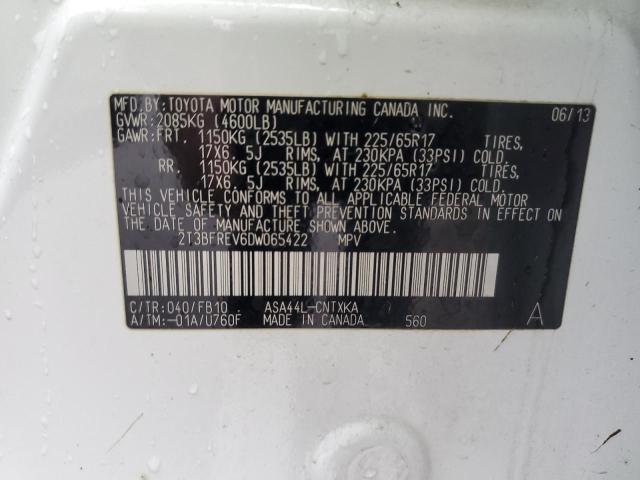 MFD.BY:TOYOTA MOTOR MANUFACTURING CANADA INC. 06/13
GVWR:2085KG (4600LB)
GAWR:FRT. 1150KG (2535LB) WITH 225/65R17 TIRES,
17X6.5J RIMS, AT 230KPA (33PSI) COLD.
RR. 1150KG (2535LB) WITH 225/65R17 TIRES,
17X6.5J RIMS, AT 230KPA (33PSI) COLD.
THIS VEHICLE CONFORMS TO ALL APPLICABLE FEDERAL MOTOR
VEHICLE SAFETY AND THEFT PREVENTION STANDARDS IN EFFECT ON
THE DATE OF MANUFACTURE SHOWN ABOVE.
2T3BFREV6DW065422 MPV
C/TR:040/FB10 ASA44L-CNTXKA
A/TM:-01A/U760F MADE IN CANADA 560 A